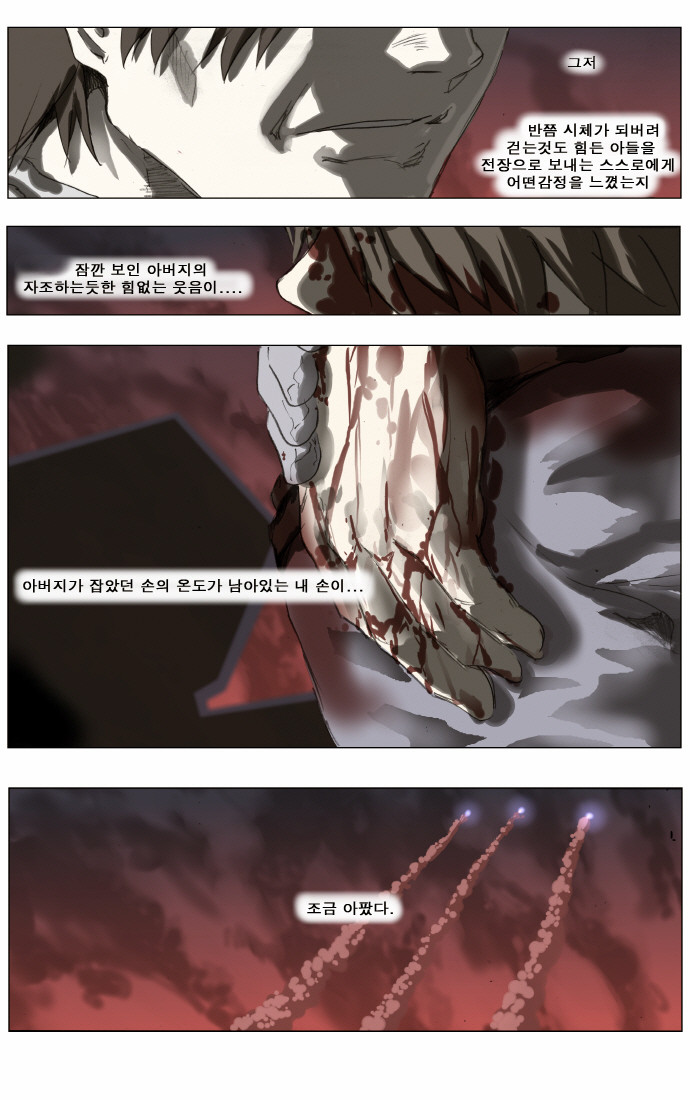 그저
반쯤 시체가 되버려
걷는것도 힘든 아들을
전장으로 보내는 스스로에게
어떤감정을 느꼈는지
잠깐 보인 아버지의
자조하는듯한 힘없는 웃음이....
아버지가 잡았던 손의 온도가 남아있는 내 손이...
조금 아팠다.